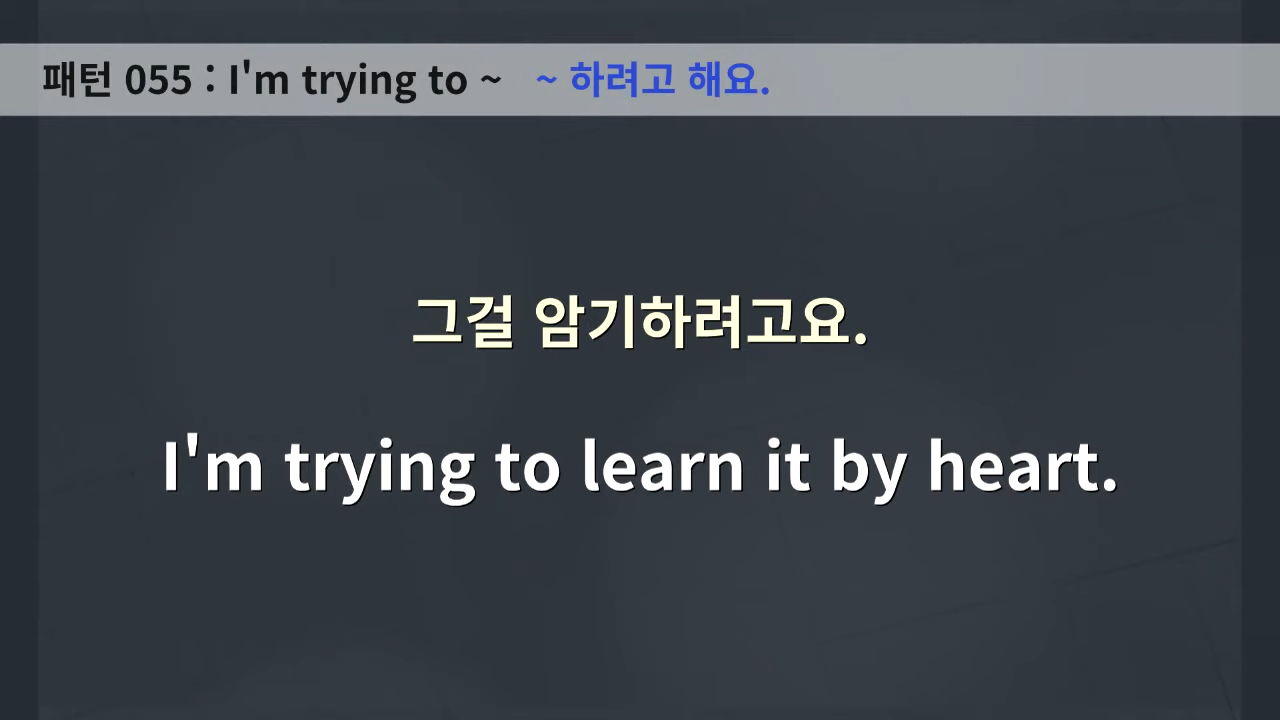 패턴 055 : I'm trying to ~ ~ 하려고 해요.
그걸 암기하려고요.
I'm trying to learn it by heart.